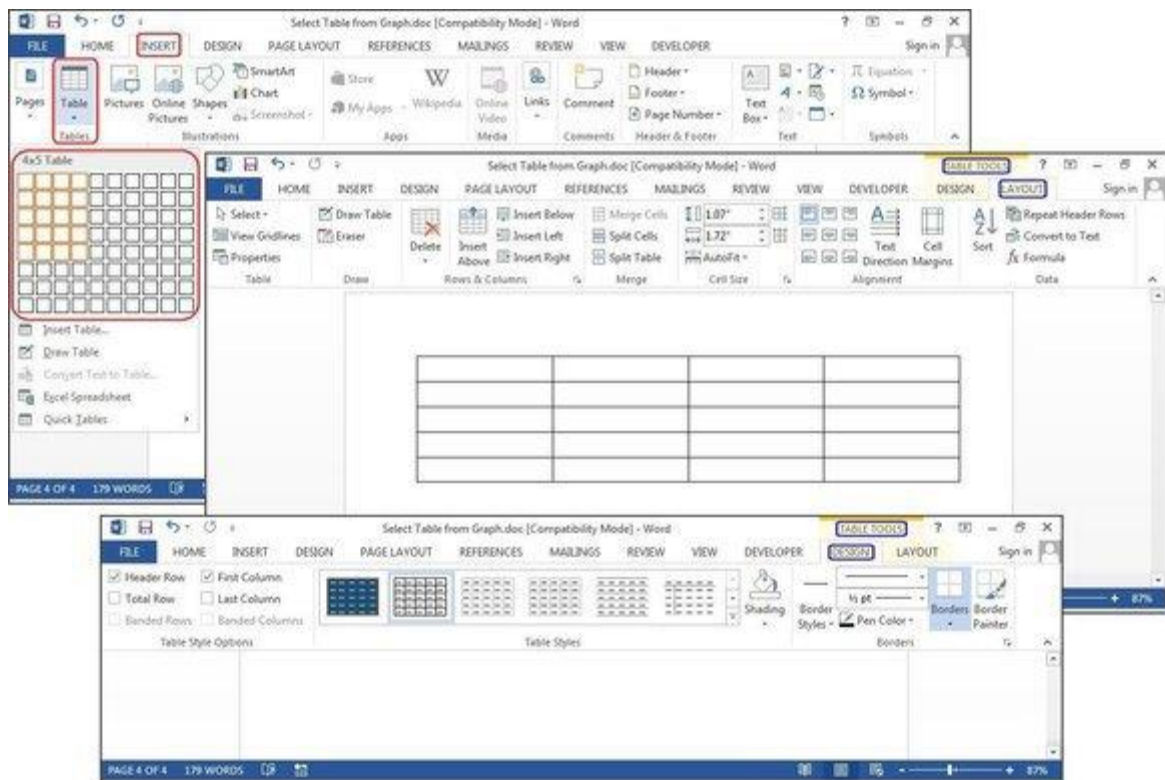 Select Table from Graph.doc [Compatibility Mode] - Word
FILE HOME INSERT DESIGN PAGE LAYOUT REFERENCES MAILINGS REVIEW VIEW DEVELOPER Sign in
Pages Table Pictures Online Pictures Shapes SmartArt Chart Screenshot Store My Apps Wikipedia Online Video Links Comment Header Footer Page Number Text Box Equation Symbol
Tables Illustrations Apps Media Comments Header & Footer Text Symbols
4x5 Table
Insert Table...
Draw Table
Convert Text to Table...
Excel Spreadsheet
Quick Tables
PAGE 4 OF 4 179 WORDS
Select Table from Graph.doc [Compatibility Mode] - Word TABLE TOOLS
FILE HOME INSERT DESIGN PAGE LAYOUT REFERENCES MAILINGS REVIEW VIEW DEVELOPER DESIGN LAYOUT Sign in
Select Draw Table Insert Below Merge Cells 1.07" Repeat Header Rows
View Gridlines Eraser Delete Insert Above Insert Left Split Cells 1.72" Text Direction Cell Margins Sort Convert to Text
Properties Insert Right Split Table AutoFit Formula
Table Draw Rows & Columns Merge Cell Size Alignment Data
87%
Select Table from Graph.doc [Compatibility Mode] - Word TABLE TOOLS
FILE HOME INSERT DESIGN PAGE LAYOUT REFERENCES MAILINGS REVIEW VIEW DEVELOPER DESIGN LAYOUT Sign in
Header Row First Column
Total Row Last Column Shading Border Styles ½ pt Borders Border Painter
Banded Rows Banded Columns Pen Color
Table Style Options Table Styles Borders
PAGE 4 OF 4 179 WORDS 87%